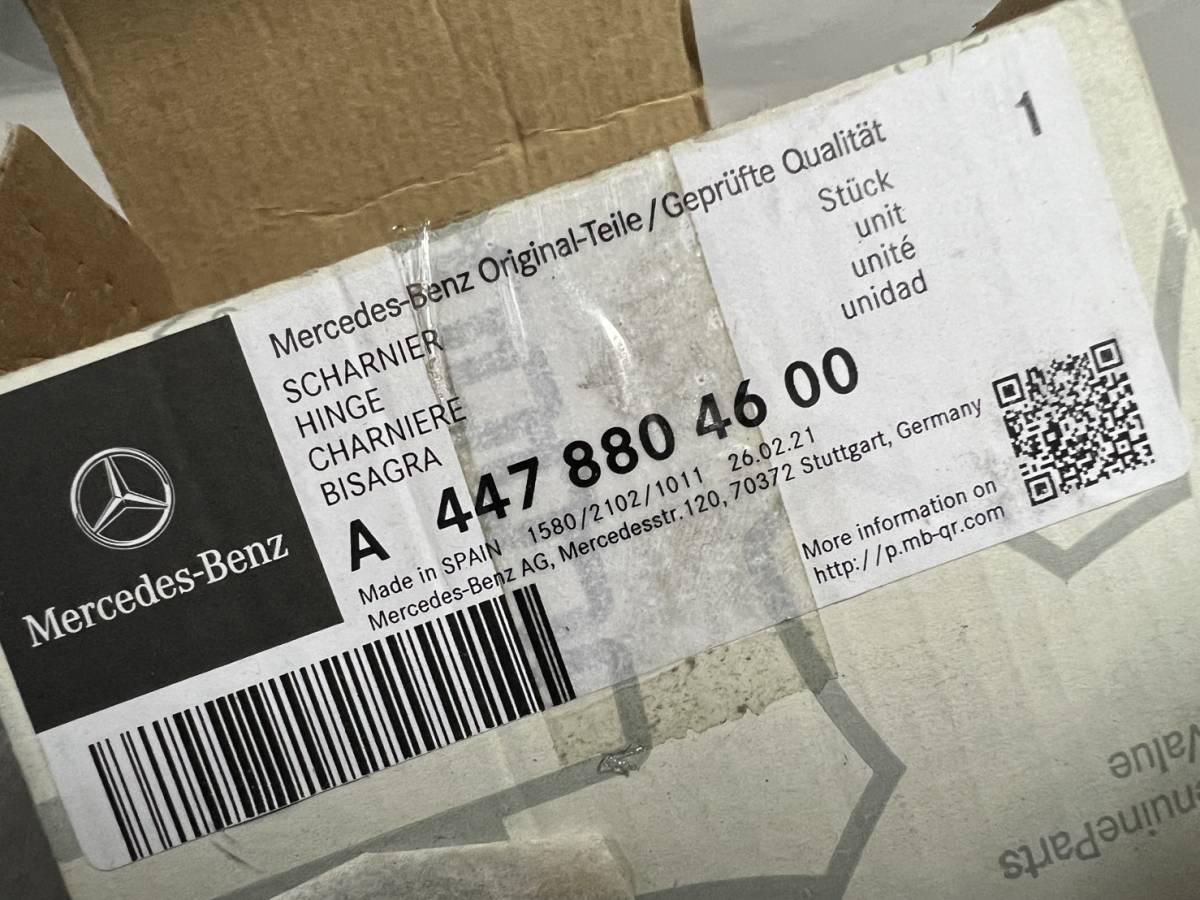 Mercedes-Benz Original-Teile / Geprüfte Qualität
1
SCHARNIER
HINGE
CHARNIERE
BISAGRA
Stück
unit
unité
unidad
A 447 880 46 00
Made in SPAIN 1580/2102/1011 26.02.21
Mercedes-Benz AG, Mercedesstr.120, 70372 Stuttgart, Germany
More information on
http://p.mb-qr.com
Mercedes-Benz
Value
nuineParts